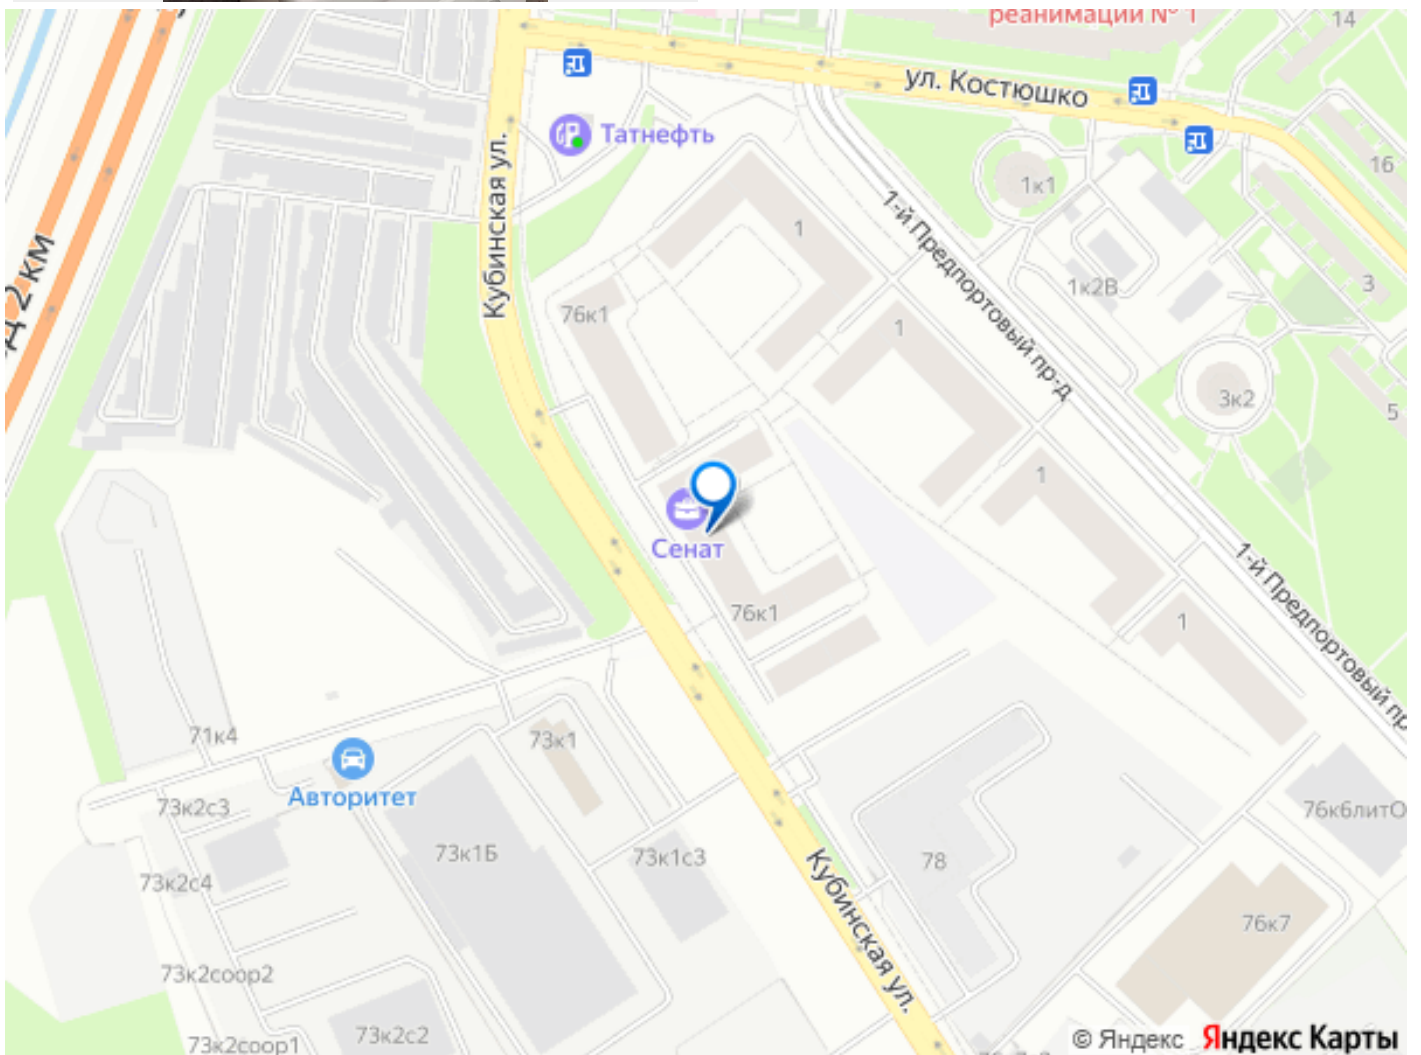 реанимации № 1
14
ул. Костюшко
Татнефть
Кубинская ул.
16
1к1
1-й Предпортовый пр-д
1
2 км
3
1к2В
76к1
1
3к2
5
1
Сенат
1-й Предпортовый пр
76к1
1
71к4
73к1
Авторитет
73к2с3
76к6литО
73к1Б
73к1с3
Кубинская ул.
78
73к2с4
76к7
73к2соор2
73к2с2
73к2соор1
© Яндекс Яндекс Карты